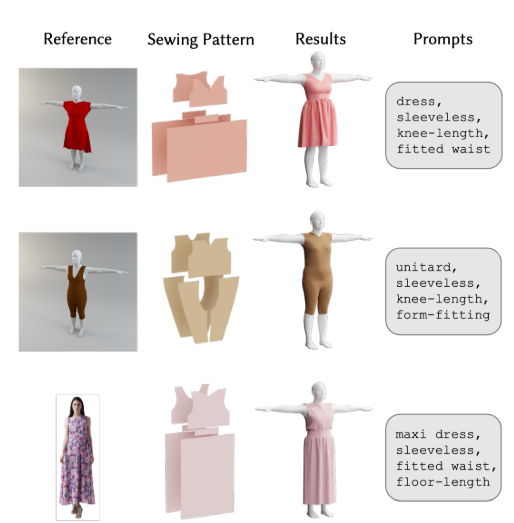 Reference Sewing Pattern Results Prompts
dress,
sleeveless,
knee-length,
fitted waist
unitard,
sleeveless,
knee-length,
form-fitting
maxi dress,
sleeveless,
fitted waist,
floor-length